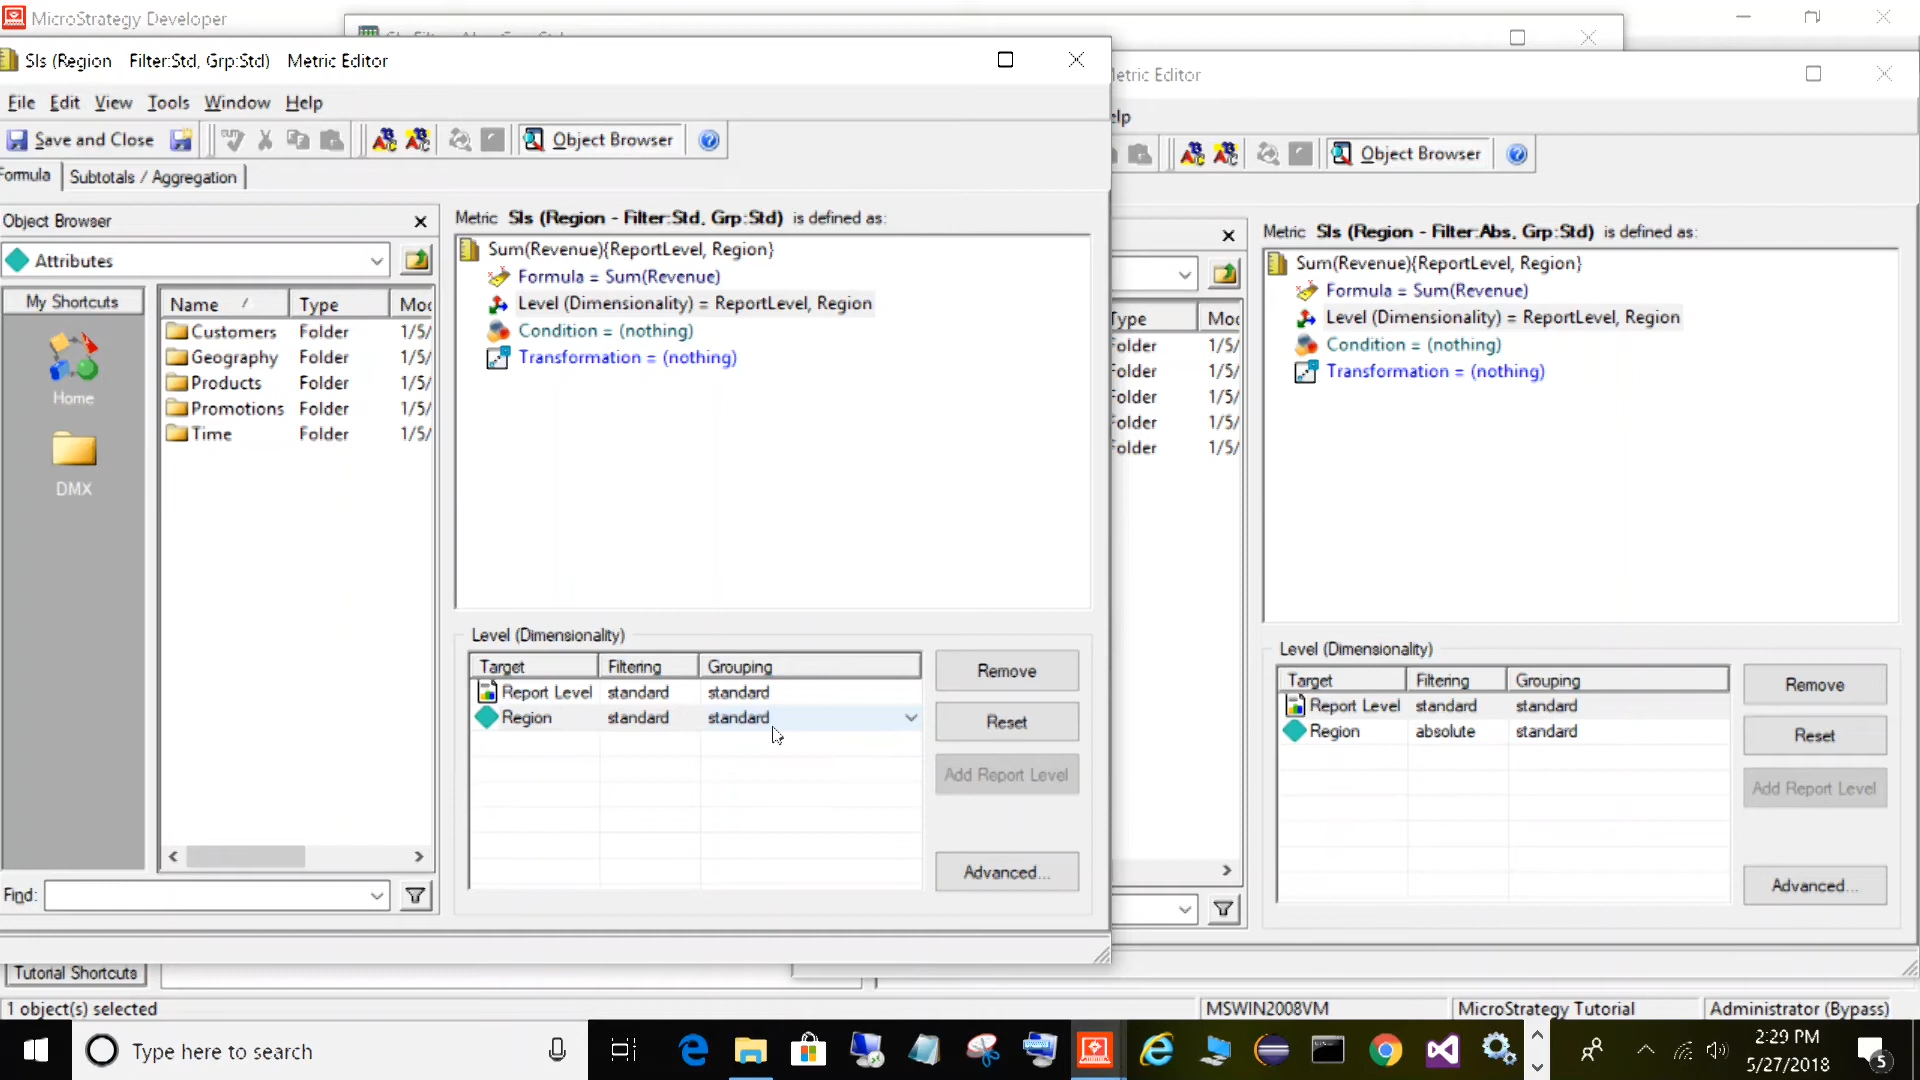 MicroStrategy Developer
Sls (Region   Filter:Std, Grp:Std)   Metric Editor
File Edit View Tools Window Help
Save and Close
Object Browser
Formula
Subtotals / Aggregation
Object Browser
Attributes
My Shortcuts
Home
DMX
Name / Type Moc
Customers Folder 1/5/
Geography Folder 1/5/
Products Folder 1/5/
Promotions Folder 1/5/
Time Folder 1/5/
Find:
Metric Sls (Region - Filter:Std, Grp:Std) is defined as:
Sum(Revenue){ReportLevel, Region}
Formula = Sum(Revenue)
Level (Dimensionality) = ReportLevel, Region
Condition = (nothing)
Transformation = (nothing)
Level (Dimensionality)
Target Filtering Grouping
Report Level standard standard
Region standard standard
Remove
Reset
Add Report Level
Advanced...
etric Editor
elp
Object Browser
Type Moc
Folder 1/5/
Folder 1/5/
Folder 1/5/
Folder 1/5/
Folder 1/5/
Metric Sls (Region - Filter:Abs, Grp:Std) is defined as:
Sum(Revenue){ReportLevel, Region}
Formula = Sum(Revenue)
Level (Dimensionality) = ReportLevel, Region
Condition = (nothing)
Transformation = (nothing)
Level (Dimensionality)
Target Filtering Grouping
Report Level standard standard
Region absolute standard
Remove
Reset
Add Report Level
Advanced...
Tutorial Shortcuts
1 object(s) selected
MSWIN2008VM
MicroStrategy Tutorial
Administrator (Bypass)
Type here to search
2:29 PM
5/27/2018
5